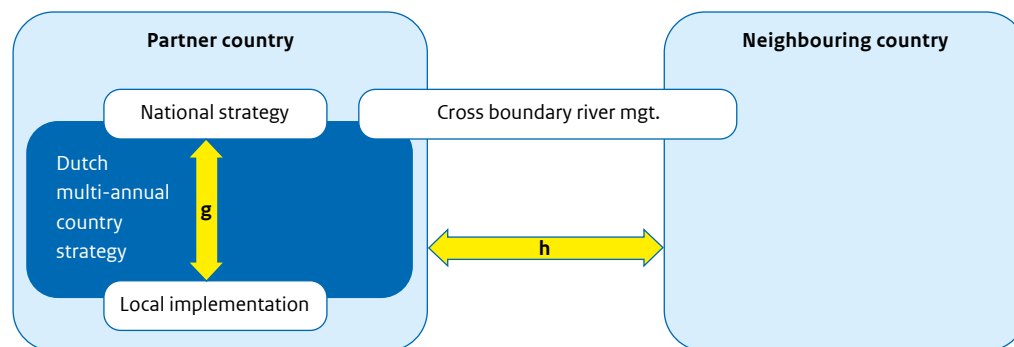 Partner country
Neighbouring country
National strategy
Cross boundary river mgt.
Dutch
multi-annual
country
strategy
g
h
Local implementation